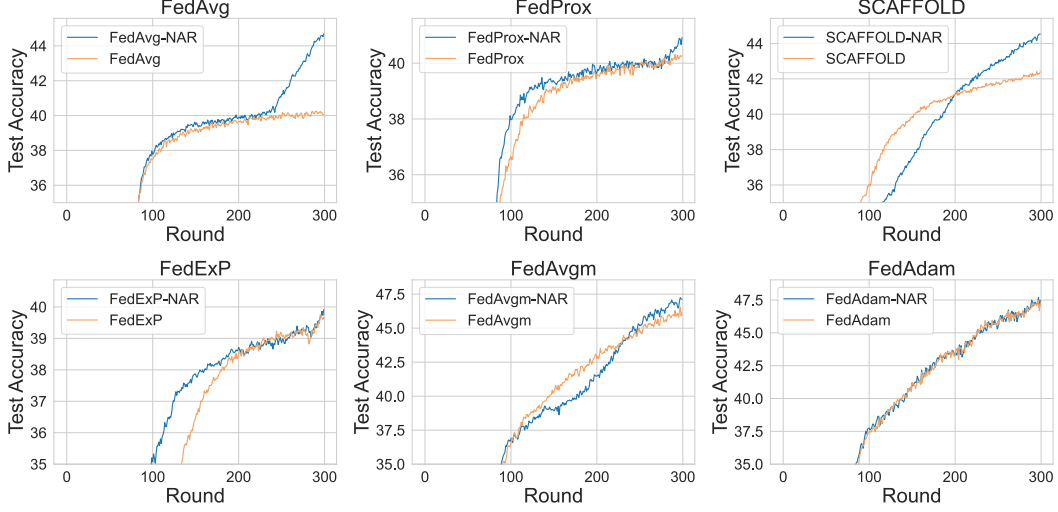 FedAvg
FedAvg-NAR
FedAvg
Test Accuracy
44
42
40
38
36
0 100 200 300
Round
FedProx
FedProx-NAR
FedProx
Test Accuracy
40
38
36
0 100 200 300
Round
SCAFFOLD
SCAFFOLD-NAR
SCAFFOLD
Test Accuracy
44
42
40
38
36
0 100 200 300
Round
FedExP
FedExP-NAR
FedExP
Test Accuracy
40
39
38
37
36
35
0 100 200 300
Round
FedAvgm
FedAvgm-NAR
FedAvgm
Test Accuracy
47.5
45.0
42.5
40.0
37.5
35.0
0 100 200 300
Round
FedAdam
FedAdam-NAR
FedAdam
Test Accuracy
47.5
45.0
42.5
40.0
37.5
35.0
0 100 200 300
Round